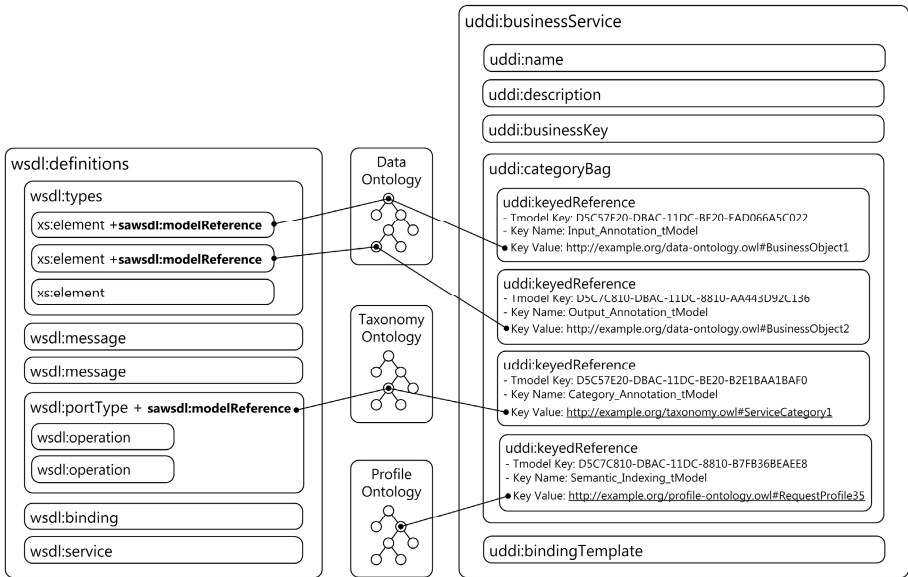 wsdl:definitions
wsdl:types
xs:element +sawsdl:modelReference
xs:element +sawsdl:modelReference
xs:element
wsdl:message
wsdl:message
wsdl:portType + sawsdl:modelReference
wsdl:operation
wsdl:operation
wsdl:binding
wsdl:service
Data
Ontology
Taxonomy
Ontology
Profile
Ontology
uddi:businessService
uddi:name
uddi:description
uddi:businessKey
uddi:categoryBag
uddi:keyedReference
- Tmodel Key: D5C57E20-DBAC-11DC-BE20-EAD066A5C022
- Key Name: Input_Annotation_tModel
Key Value: http://example.org/data-ontology.owl#BusinessObject1
uddi:keyedReference
- Tmodel Key: D5C7C810-DBAC-11DC-8810-AA443D92C136
- Key Name: Output_Annotation_tModel
Key Value: http://example.org/data-ontology.owl#BusinessObject2
uddi:keyedReference
- Tmodel Key: D5C57E20-DBAC-11DC-BE20-B2E1BAA1BAF0
- Key Name: Category_Annotation_tModel
Key Value: http://example.org/taxonomy.owl#ServiceCategory1
uddi:keyedReference
- Tmodel Key: D5C7C810-DBAC-11DC-8810-B7FB36BEAEE8
- Key Name: Semantic_Indexing_tModel
Key Value: http://example.org/profile-ontology.owl#RequestProfile35
uddi:bindingTemplate